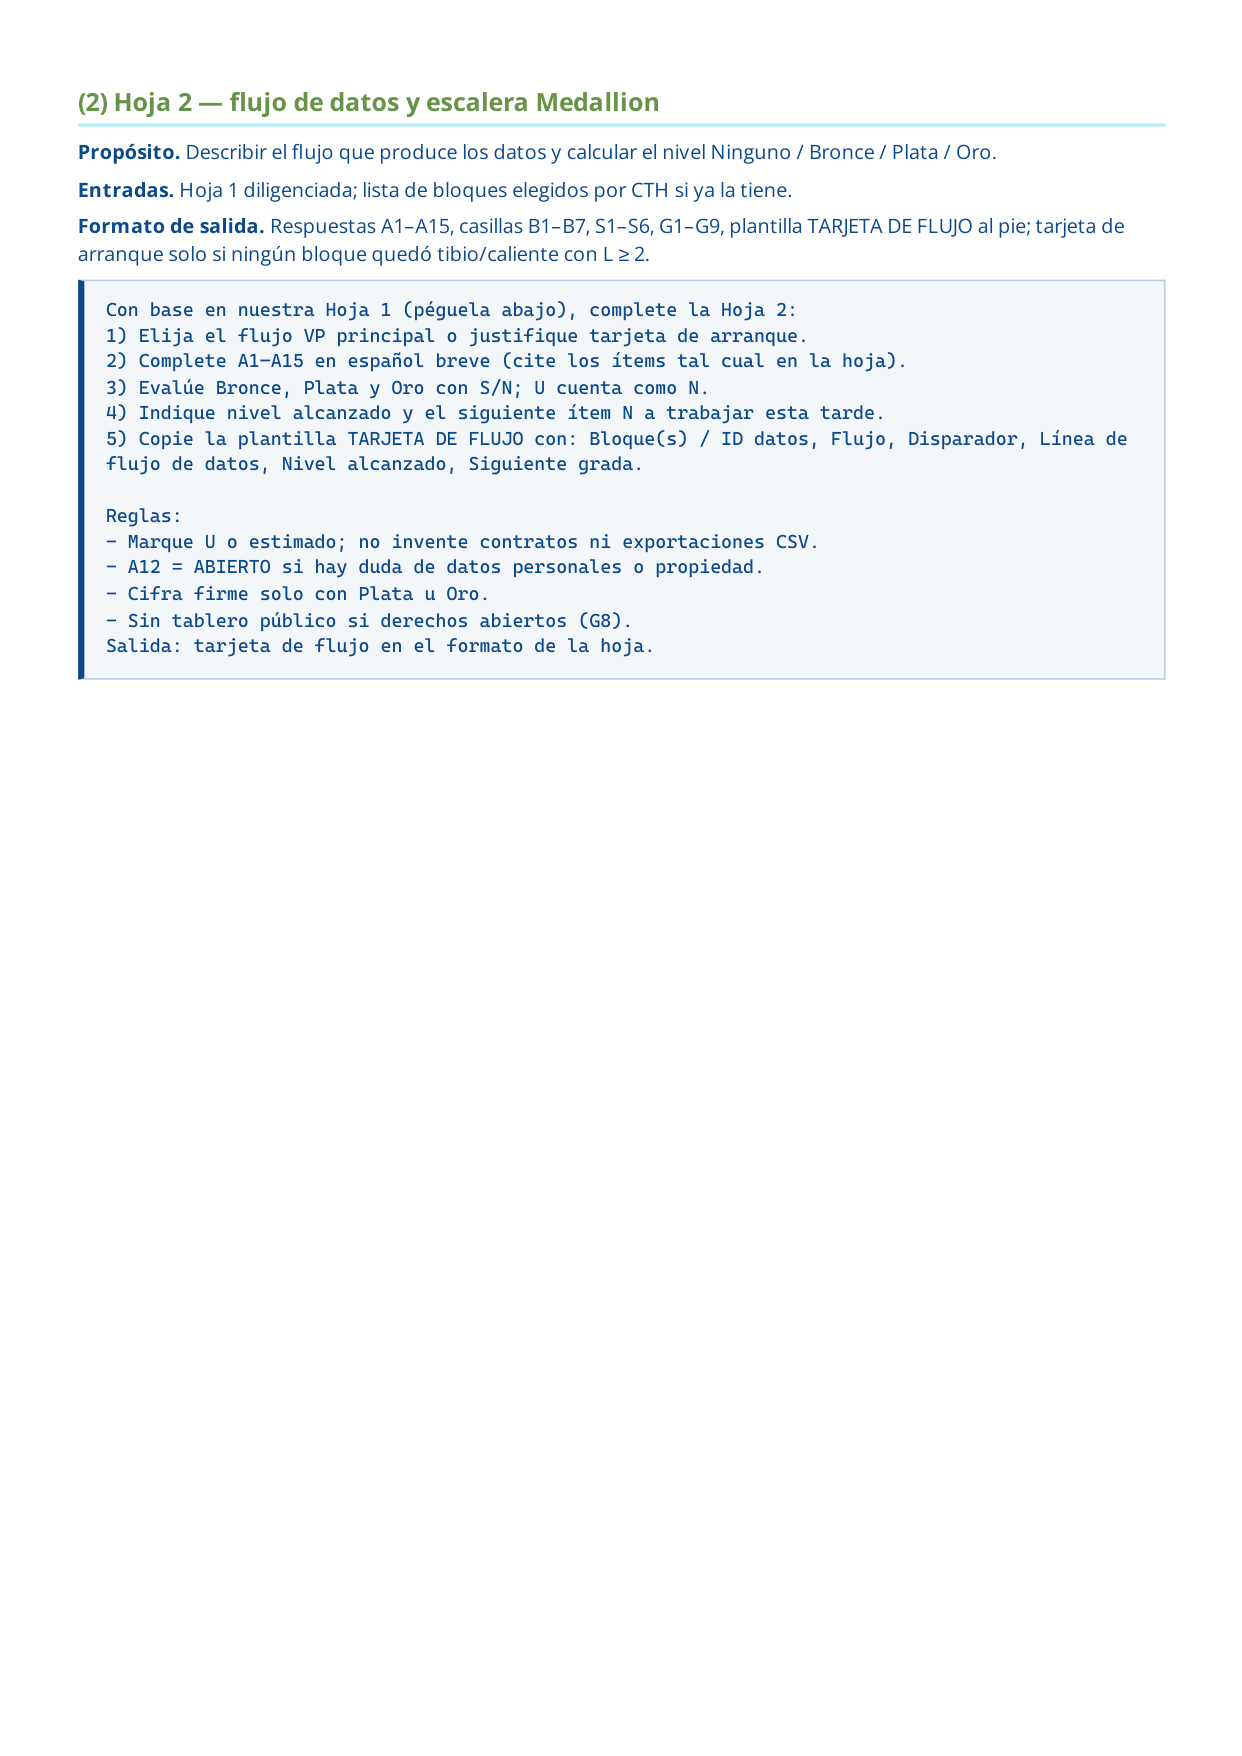 (2) Hoja 2 — flujo de datos y escalera Medallion
Propósito. Describir el flujo que produce los datos y calcular el nivel Ninguno / Bronce / Plata / Oro.
Entradas. Hoja 1 diligenciada; lista de bloques elegidos por CTH si ya la tiene.
Formato de salida. Respuestas A1–A15, casillas B1–B7, S1–S6, G1–G9, plantilla TARJETA DE FLUJO al pie; tarjeta de
arranque solo si ningún bloque quedó tibio/caliente con L ≥ 2.
Con base en nuestra Hoja 1 (péguela abajo), complete la Hoja 2:
1) Elija el flujo VP principal o justifique tarjeta de arranque.
2) Complete A1–A15 en español breve (cite los ítems tal cual en la hoja).
3) Evalúe Bronce, Plata y Oro con S/N; U cuenta como N.
4) Indique nivel alcanzado y el siguiente ítem N a trabajar esta tarde.
5) Copie la plantilla TARJETA DE FLUJO con: Bloque(s) / ID datos, Flujo, Disparador, Línea de
flujo de datos, Nivel alcanzado, Siguiente grada.
Reglas:
– Marque U o estimado; no invente contratos ni exportaciones CSV.
– A12 = ABIERTO si hay duda de datos personales o propiedad.
– Cifra firme solo con Plata u Oro.
– Sin tablero público si derechos abiertos (G8).
Salida: tarjeta de flujo en el formato de la hoja.